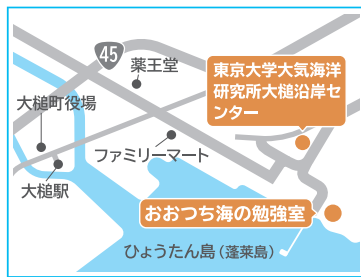 45
薬王堂
東京大学大気海洋
研究所大槌沿岸セ
ンター
大槌町役場
ファミリーマート
大槌駅
おおつち海の勉強室
ひょうたん島（蓬莱島）